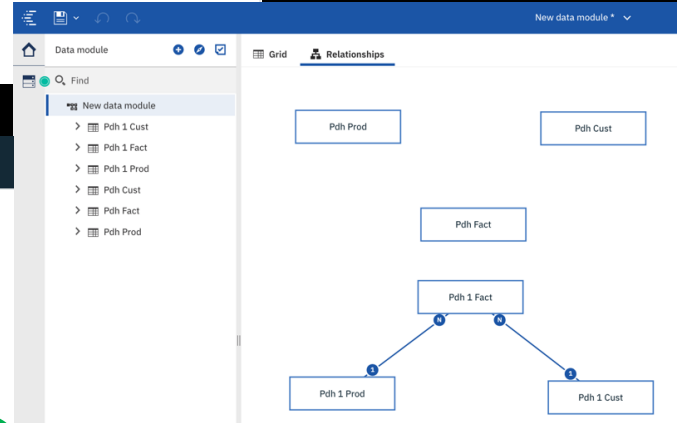 New data module *
Data module
Grid
Relationships
Find
New data module
Pdh 1 Cust
Pdh 1 Fact
Pdh 1 Prod
Pdh Cust
Pdh Fact
Pdh Prod
Pdh Prod
Pdh Cust
Pdh Fact
Pdh 1 Fact
N
N
1
1
Pdh 1 Prod
Pdh 1 Cust